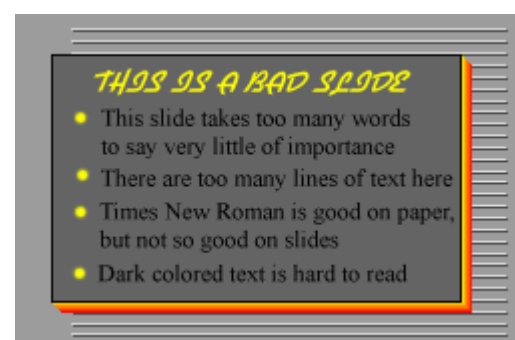 THIS IS A BAD SLIDE
This slide takes too many words
to say very little of importance
There are too many lines of text here
Times New Roman is good on paper,
but not so good on slides
Dark colored text is hard to read